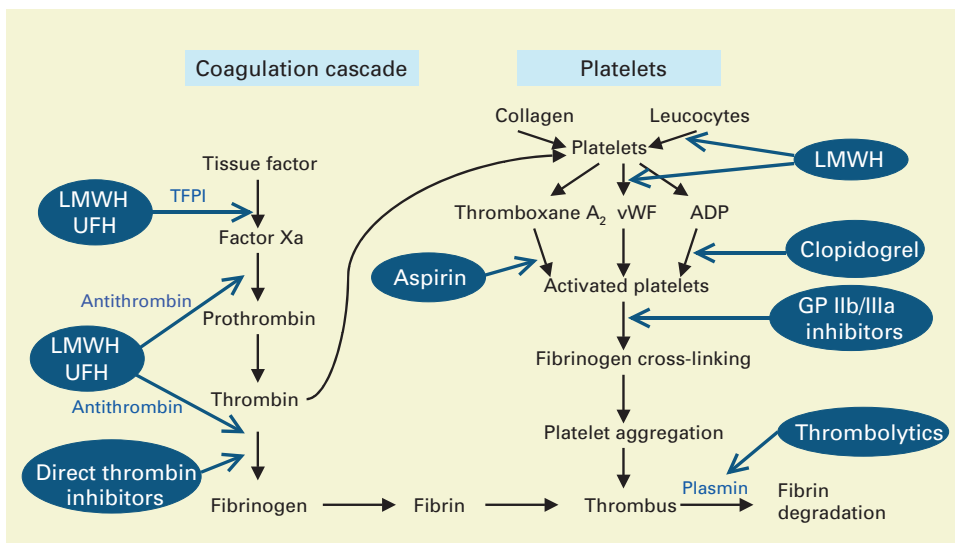 Coagulation cascade
Platelets
Collagen
Leucocytes
Platelets
LMWH
Tissue factor
LMWH
UFH
TFPI
Factor Xa
Thromboxane A₂
vWF
ADP
Clopidogrel
Aspirin
Activated platelets
Antithrombin
GP IIb/IIIa
inhibitors
Prothrombin
LMWH
UFH
Fibrinogen cross-linking
Antithrombin
Thrombin
Platelet aggregation
Thrombolytics
Direct thrombin
inhibitors
Fibrinogen
Fibrin
Thrombus
Plasmin
Fibrin
degradation